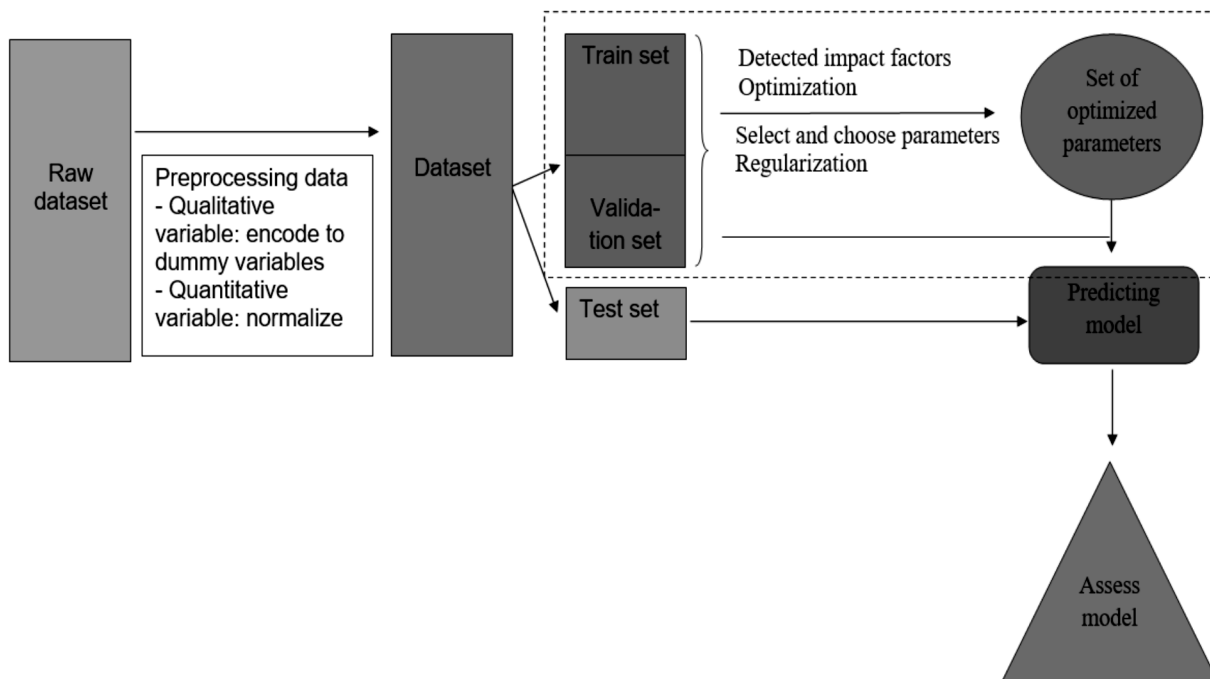 Raw
dataset
Preprocessing data
- Qualitative
variable: encode to
dummy variables
- Quantitative
variable: normalize
Dataset
Train set
Valida-
tion set
Test set
Detected impact factors
Optimization
Select and choose parameters
Regularization
Set of
optimized
parameters
Predicting
model
Assess
model